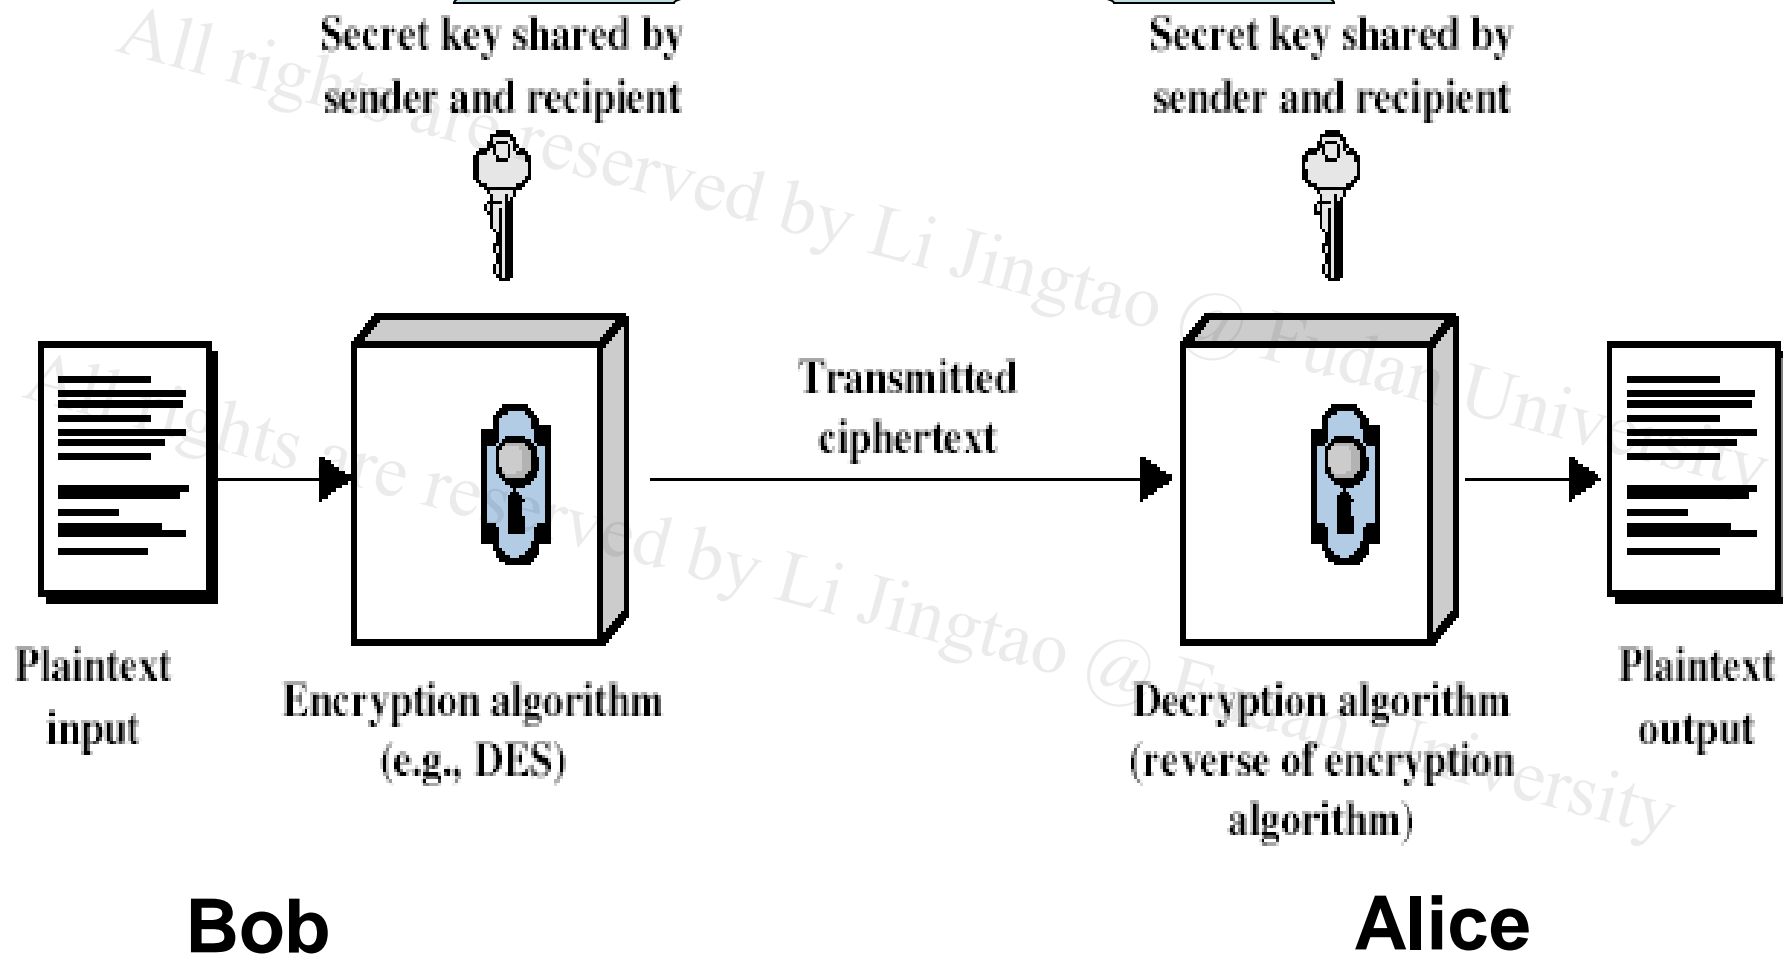 Secret key shared by
sender and recipient
Secret key shared by
sender and recipient
Transmitted
ciphertext
Plaintext
input
Encryption algorithm
(e.g., DES)
Decryption algorithm
(reverse of encryption
algorithm)
Plaintext
output
Bob
Alice
All rights are reserved by Li Jingtao @ Fudan University
All rights are reserved by Li Jingtao @ Fudan University